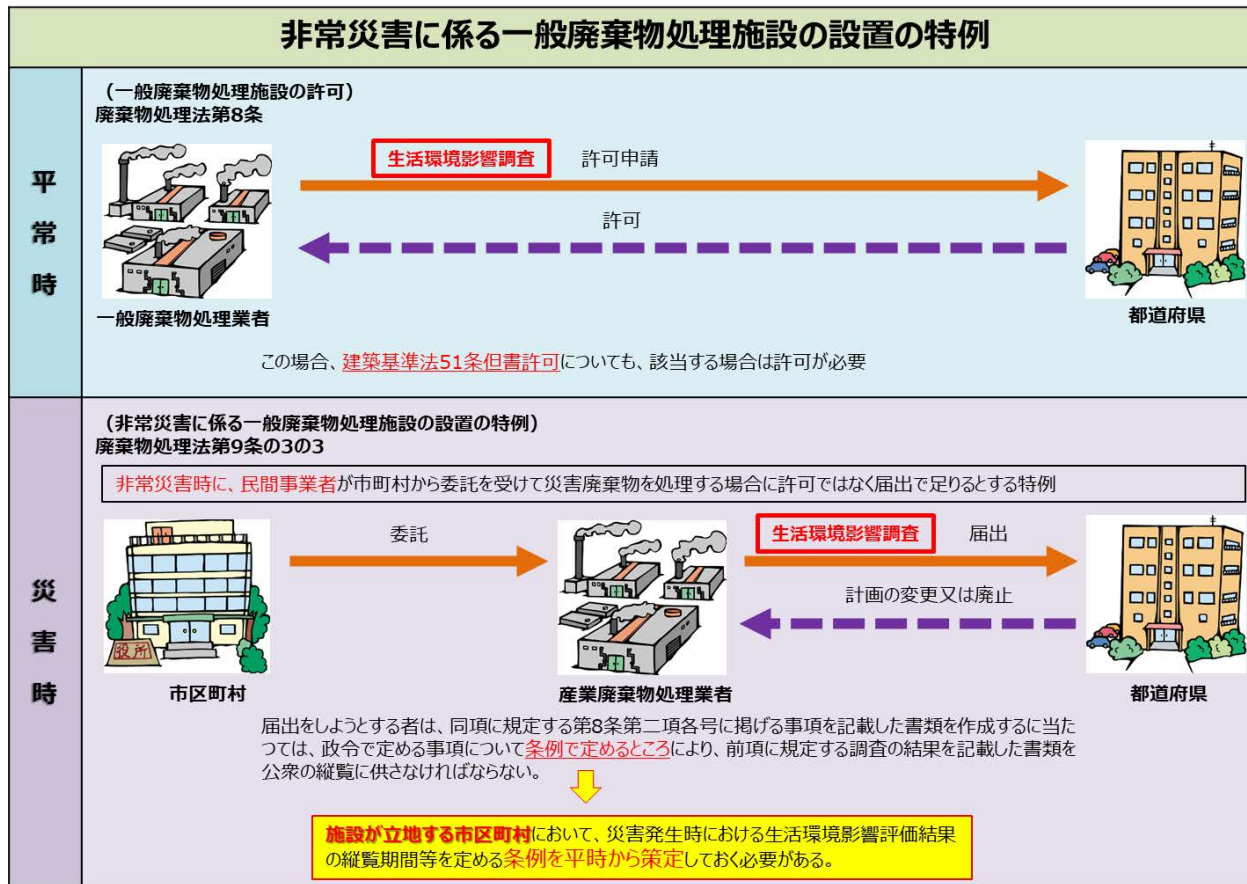 非常災害に係る一般廃棄物処理施設の設置の特例
平常時
（一般廃棄物処理施設の許可）
廃棄物処理法第8条
生活環境影響調査
許可申請
許可
一般廃棄物処理業者
都道府県
この場合、建築基準法51条但書許可についても、該当する場合は許可が必要
災害時
（非常災害に係る一般廃棄物処理施設の設置の特例）
廃棄物処理法第9条の3の3
非常災害時に、民間事業者が市町村から委託を受けて災害廃棄物を処理する場合に許可ではなく届出で足りるとする特例
委託
生活環境影響調査
届出
計画の変更又は廃止
役所
市区町村
産業廃棄物処理業者
都道府県
届出をしようとする者は、同項に規定する第8条第二項各号に掲げる事項を記載した書類を作成するに当た
つては、政令で定める事項について条例で定めるところにより、前項に規定する調査の結果を記載した書類を
公衆の縦覧に供さなければならない。
施設が立地する市区町村において、災害発生時における生活環境影響評価結果
の縦覧期間等を定める条例を平時から策定しておく必要がある。